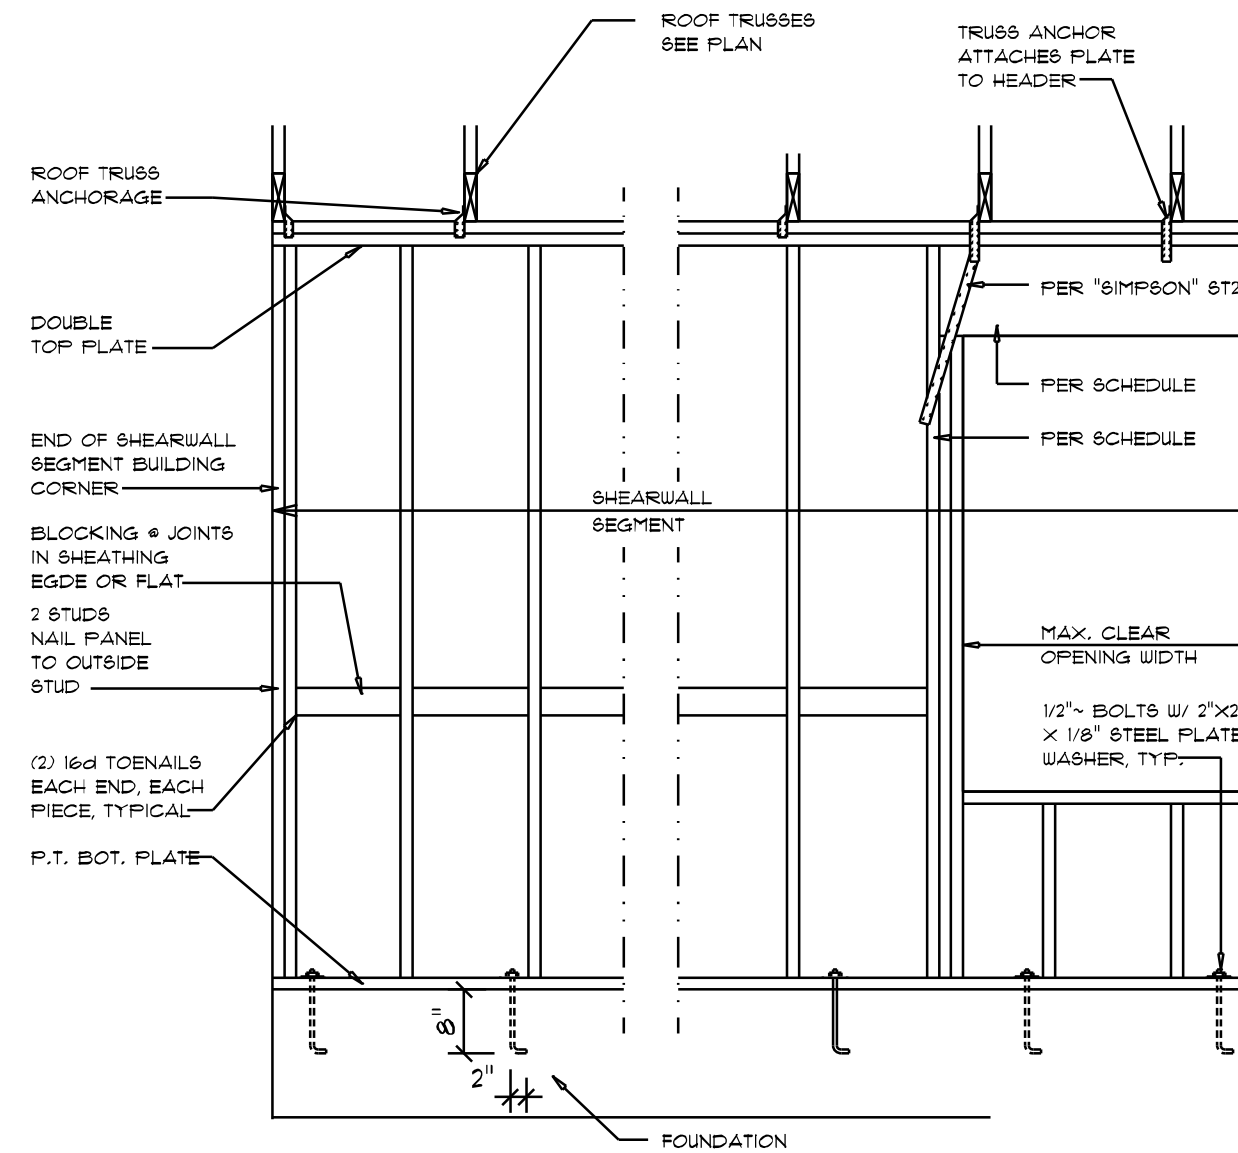 ROOF TRUSSES
SEE PLAN
TRUSS ANCHOR
ATTACHES PLATE
TO HEADER
ROOF TRUSS
ANCHORAGE
PER "SIMPSON" ST2
DOUBLE
TOP PLATE
PER SCHEDULE
PER SCHEDULE
END OF SHEARWALL
SEGMENT BUILDING
CORNER
SHEARWALL
SEGMENT
BLOCKING @ JOINTS
IN SHEATHING
EGDE OR FLAT
2 STUDS
NAIL PANEL
TO OUTSIDE
STUD
MAX. CLEAR
OPENING WIDTH
1/2"~ BOLTS W/ 2"X2
X 1/8" STEEL PLATE
WASHER, TYP.
(2) 16d TOENAILS
EACH END, EACH
PIECE, TYPICAL
P.T. BOT. PLATE
8"
2"
FOUNDATION